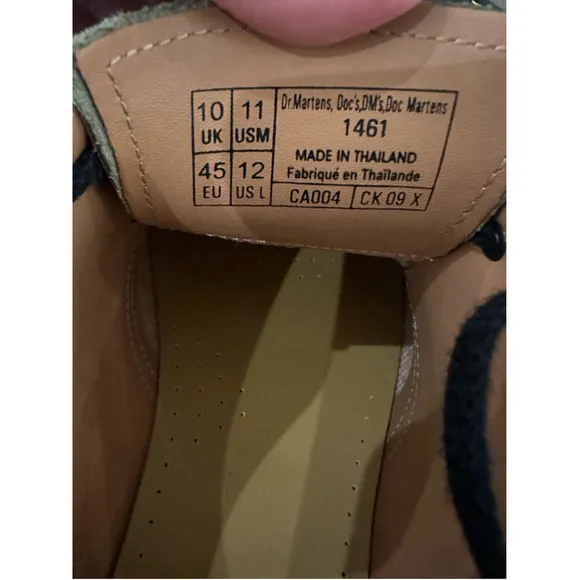 10 UK
11 USM
45 EU
12 US L
Dr.Martens, Doc's,DM's,Doc Martens
1461
MADE IN THAILAND
Fabriqué en Thaïlande
CA004 CK 09 X